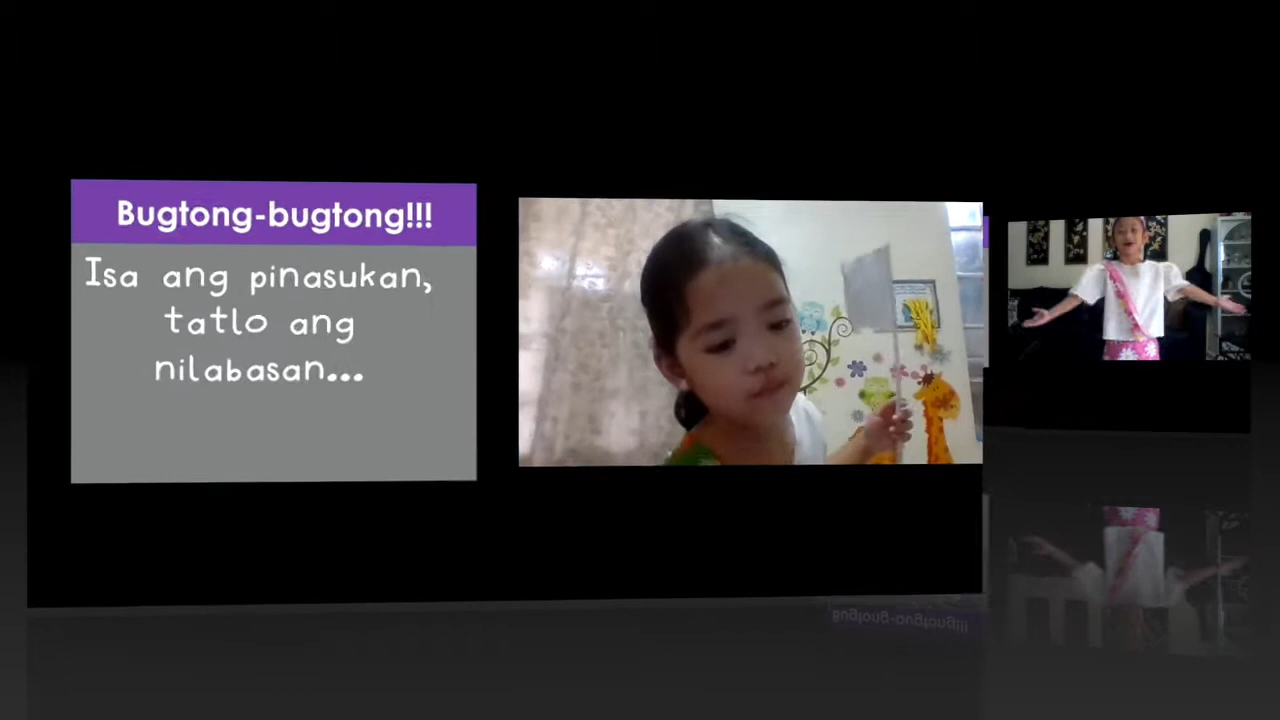 Bugtong-bugtong!!!
Isa ang pinasukan,
tatlo ang
nilabasan...